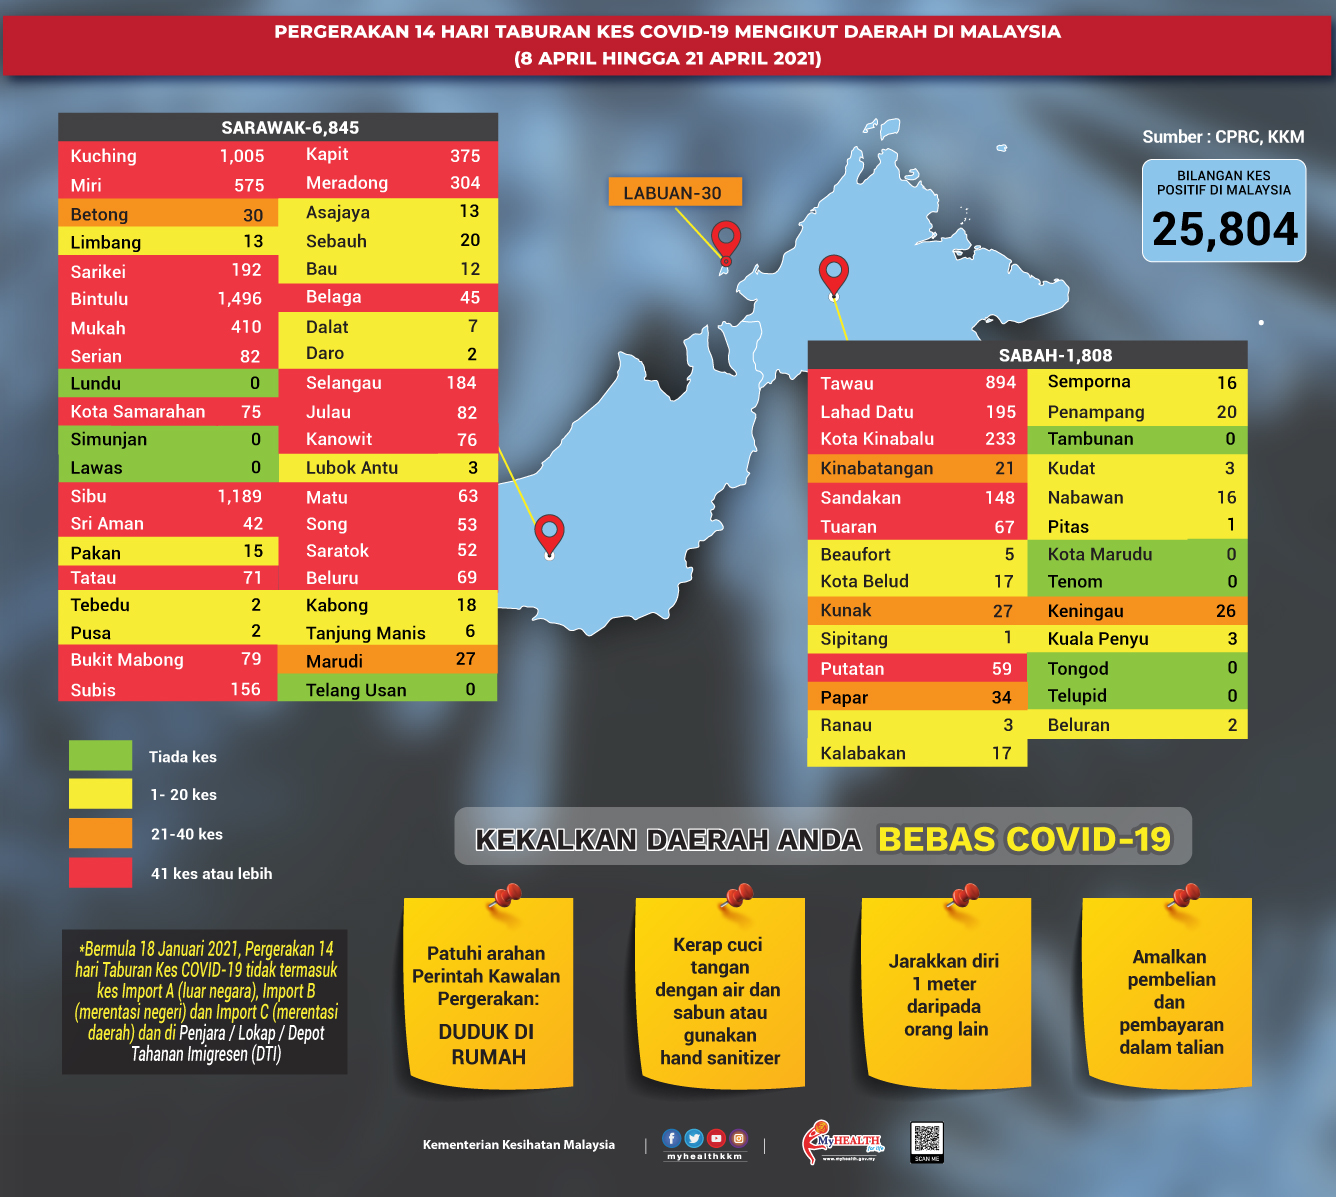 PERGERAKAN 14 HARI TABURAN KES COVID-19 MENGIKUT DAERAH DI MALAYSIA
(8 APRIL HINGGA 21 APRIL 2021)
SARAWAK-6,845
Kuching 1,005
Miri 575
Betong 30
Limbang 13
Sarikei 192
Bintulu 1,496
Mukah 410
Serian 82
Lundu 0
Kota Samarahan 75
Simunjan 0
Lawas 0
Sibu 1,189
Sri Aman 42
Pakan 15
Tatau 71
Tebedu 2
Pusa 2
Bukit Mabong 79
Subis 156
Kapit 375
Meradong 304
Asajaya 13
Sebauh 20
Bau 12
Belaga 45
Dalat 7
Daro 2
Selangau 184
Julau 82
Kanowit 76
Lubok Antu 3
Matu 63
Song 53
Saratok 52
Beluru 69
Kabong 18
Tanjung Manis 6
Marudi 27
Telang Usan 0
LABUAN-30
Sumber : CPRC, KKM
BILANGAN KES
POSITIF DI MALAYSIA
25,804
SABAH-1,808
Tawau 894
Lahad Datu 195
Kota Kinabalu 233
Kinabatangan 21
Sandakan 148
Tuaran 67
Beaufort 5
Kota Belud 17
Kunak 27
Sipitang 1
Putatan 59
Papar 34
Ranau 3
Kalabakan 17
Semporna 16
Penampang 20
Tambunan 0
Kudat 3
Nabawan 16
Pitas 1
Kota Marudu 0
Tenom 0
Keningau 26
Kuala Penyu 3
Tongod 0
Telupid 0
Beluran 2
Tiada kes
1- 20 kes
21-40 kes
41 kes atau lebih
*Bermula 18 Januari 2021, Pergerakan 14
hari Taburan Kes COVID-19 tidak termasuk
kes Import A (luar negara), Import B
(merentasi negeri) dan Import C (merentasi
daerah) dan di Penjara / Lokap / Depot
Tahanan Imigresen (DTI)
KEKALKAN DAERAH ANDA BEBAS COVID-19
Patuhi arahan
Perintah Kawalan
Pergerakan:
DUDUK DI
RUMAH
Kerap cuci
tangan
dengan air dan
sabun atau
gunakan
hand sanitizer
Jarakkan diri
1 meter
daripada
orang lain
Amalkan
pembelian
dan
pembayaran
dalam talian
Kementerian Kesihatan Malaysia
myhealthkkm
MyHEALTH
for life
www.myhealth.gov.my
SCAN ME